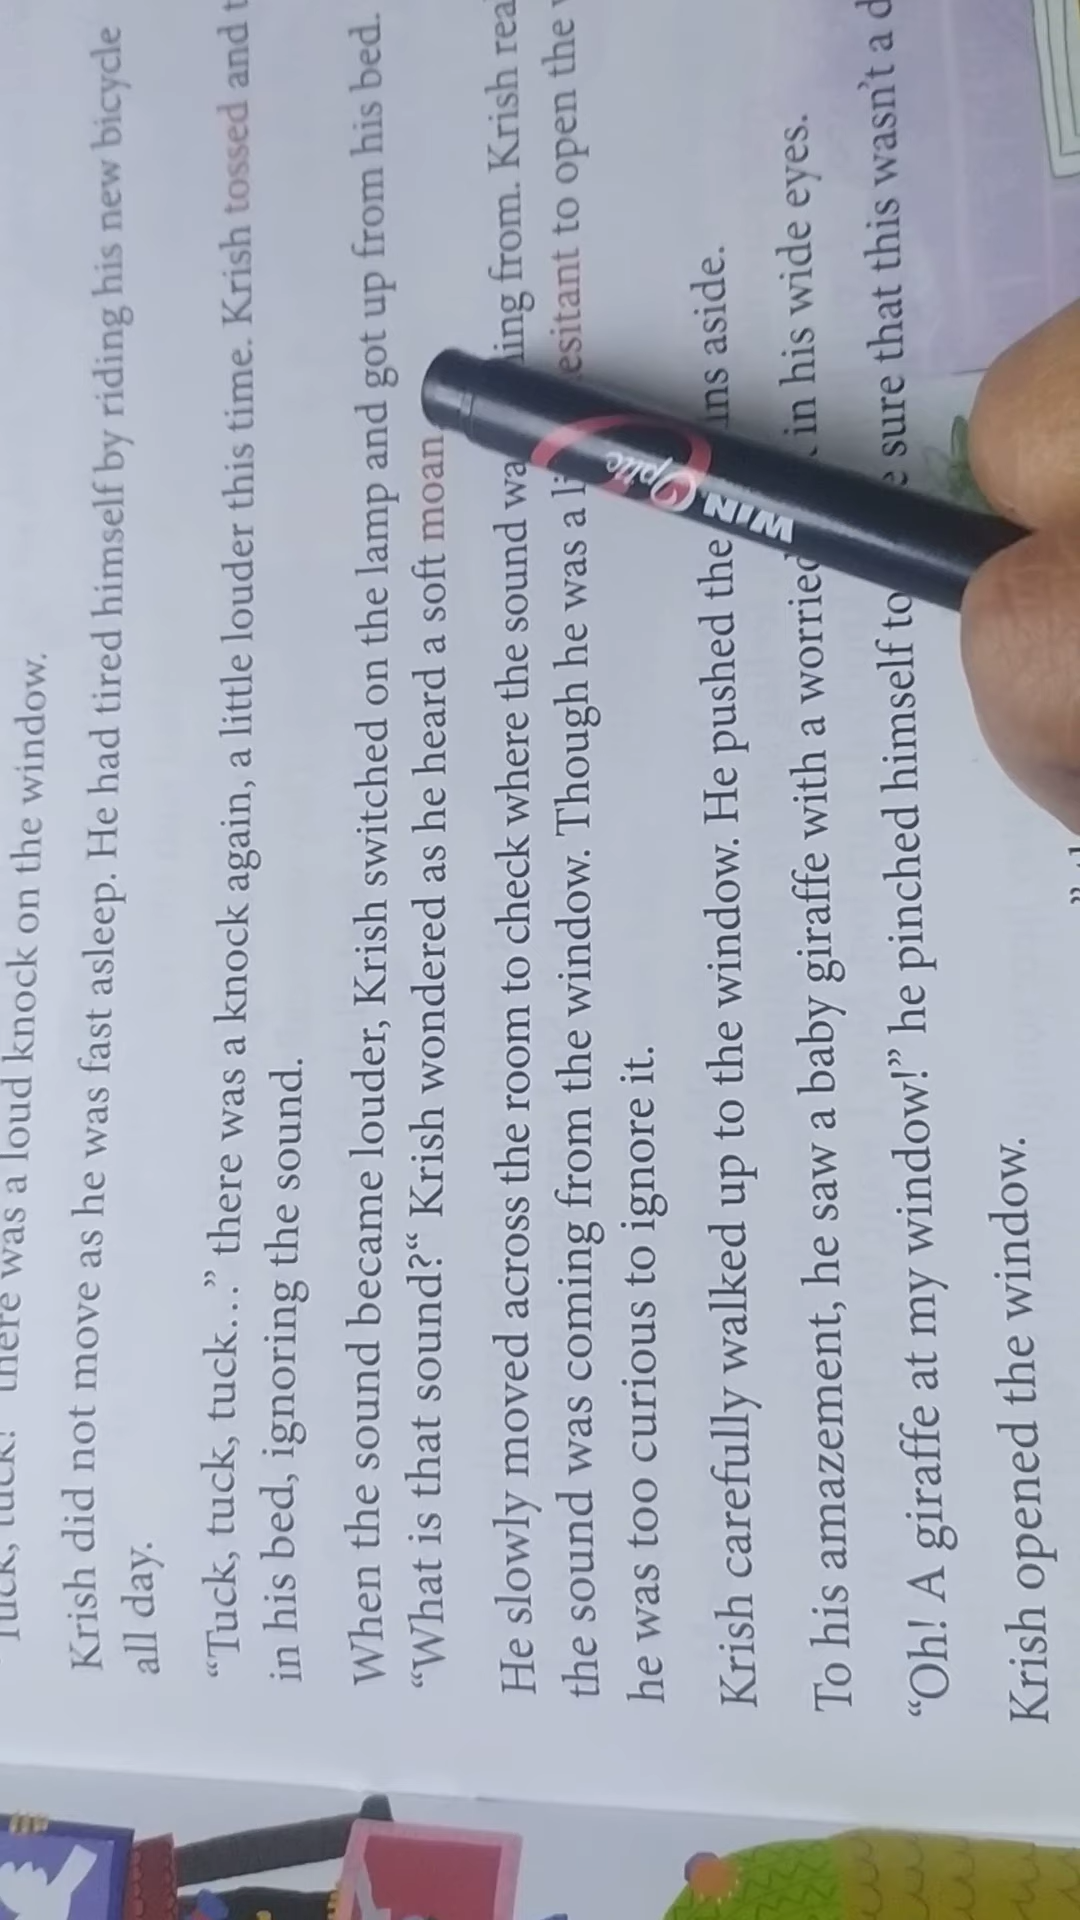 was a loud knock on the window.
Krish did not move as he was fast asleep. He had tired himself by riding his new bicycle
all day.
“Tuck, tuck, tuck…” there was a knock again, a little louder this time. Krish tossed and
in his bed, ignoring the sound.
When the sound became louder, Krish switched on the lamp and got up from his bed.
“What is that sound?“ Krish wondered as he heard a soft moan
He slowly moved across the room to check where the sound from. Krish
the sound was coming from the window. Though he was a to open the
he was too curious to ignore it.
Krish carefully walked up to the window. He pushed the aside.
To his amazement, he saw a baby giraffe with a worried in his wide eyes.
“Oh! A giraffe at my window!” he pinched himself to sure that this wasn't a
Krish opened the window.
WIN Optic